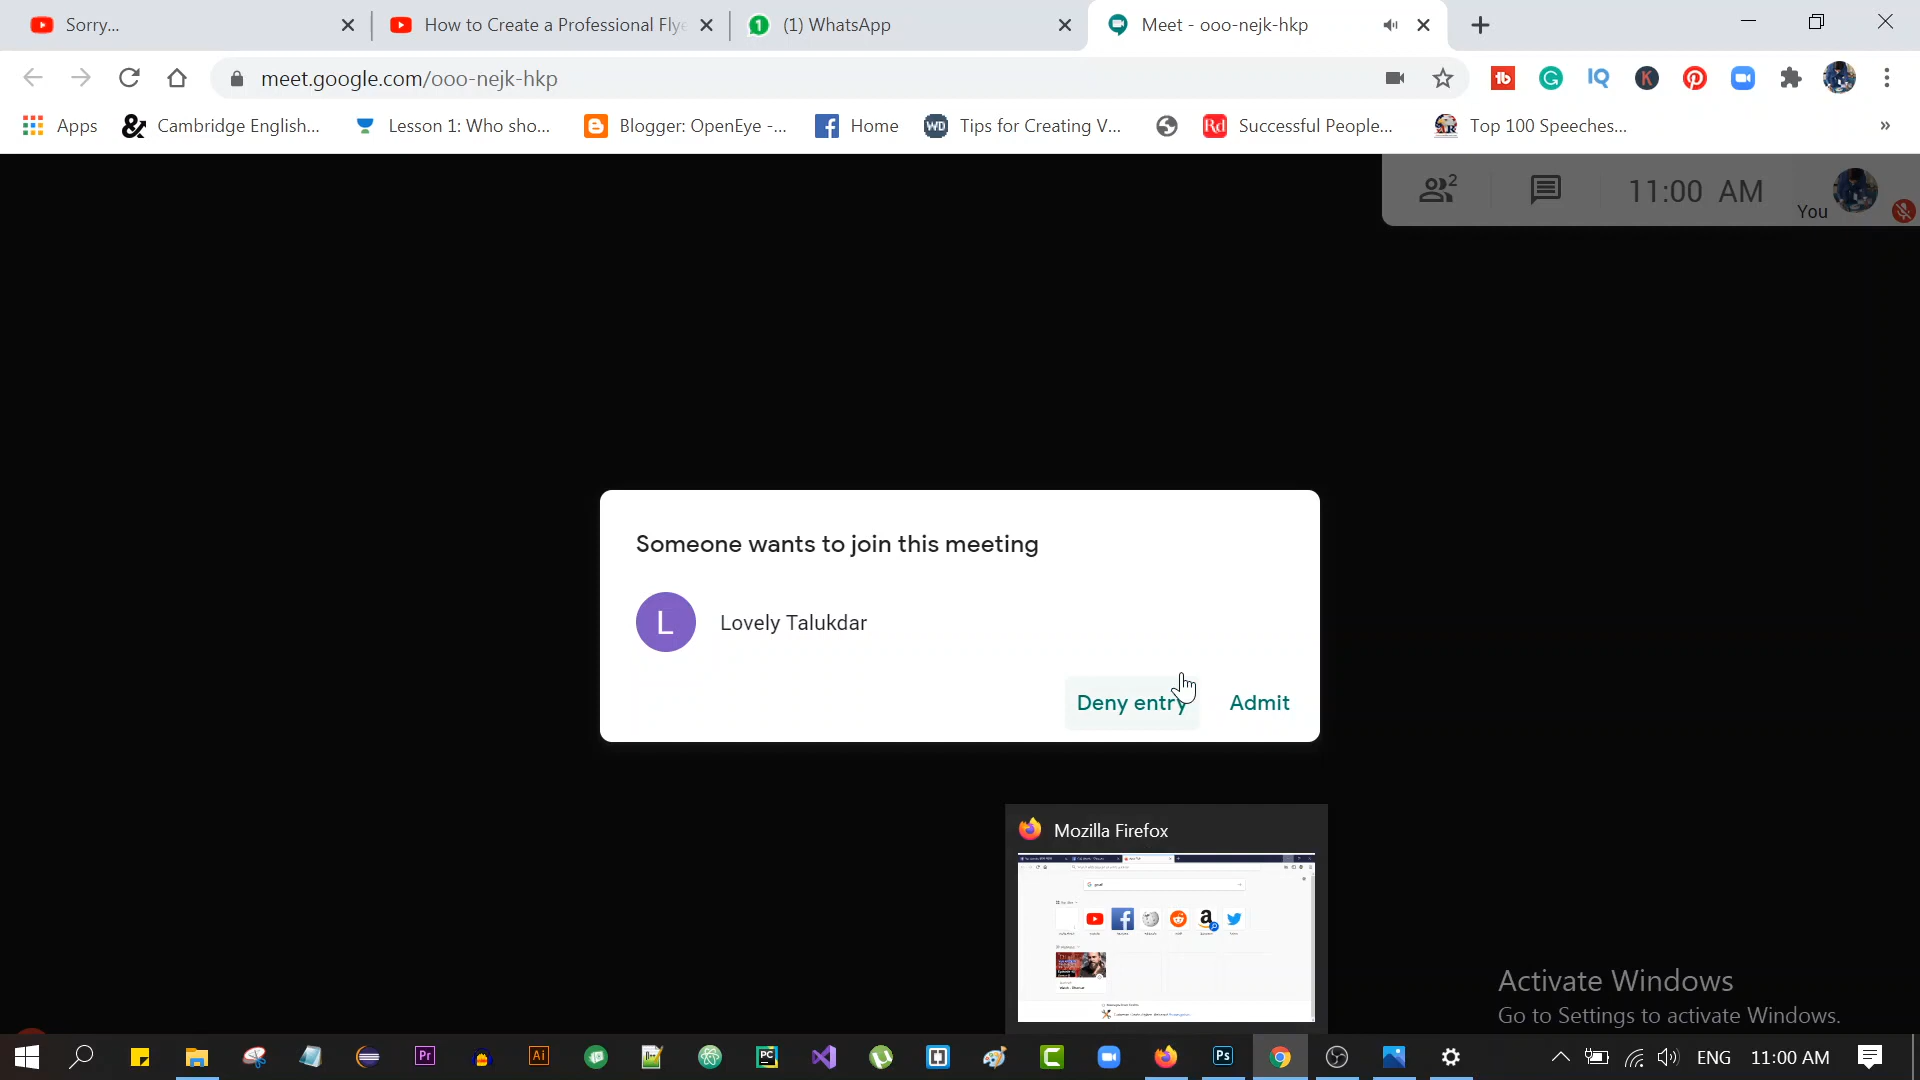 Sorry...
How to Create a Professional Flye
(1) WhatsApp
Meet - ooo-nejk-hkp
meet.google.com/ooo-nejk-hkp
Apps
Cambridge English...
Lesson 1: Who sho...
Blogger: OpenEye -...
Home
Tips for Creating V...
Successful People...
Top 100 Speeches...
»
2
11:00 AM
You
Someone wants to join this meeting
L
Lovely Talukdar
Deny entry
Admit
Mozilla Firefox
Activate Windows
Go to Settings to activate Windows.
ENG
11:00 AM